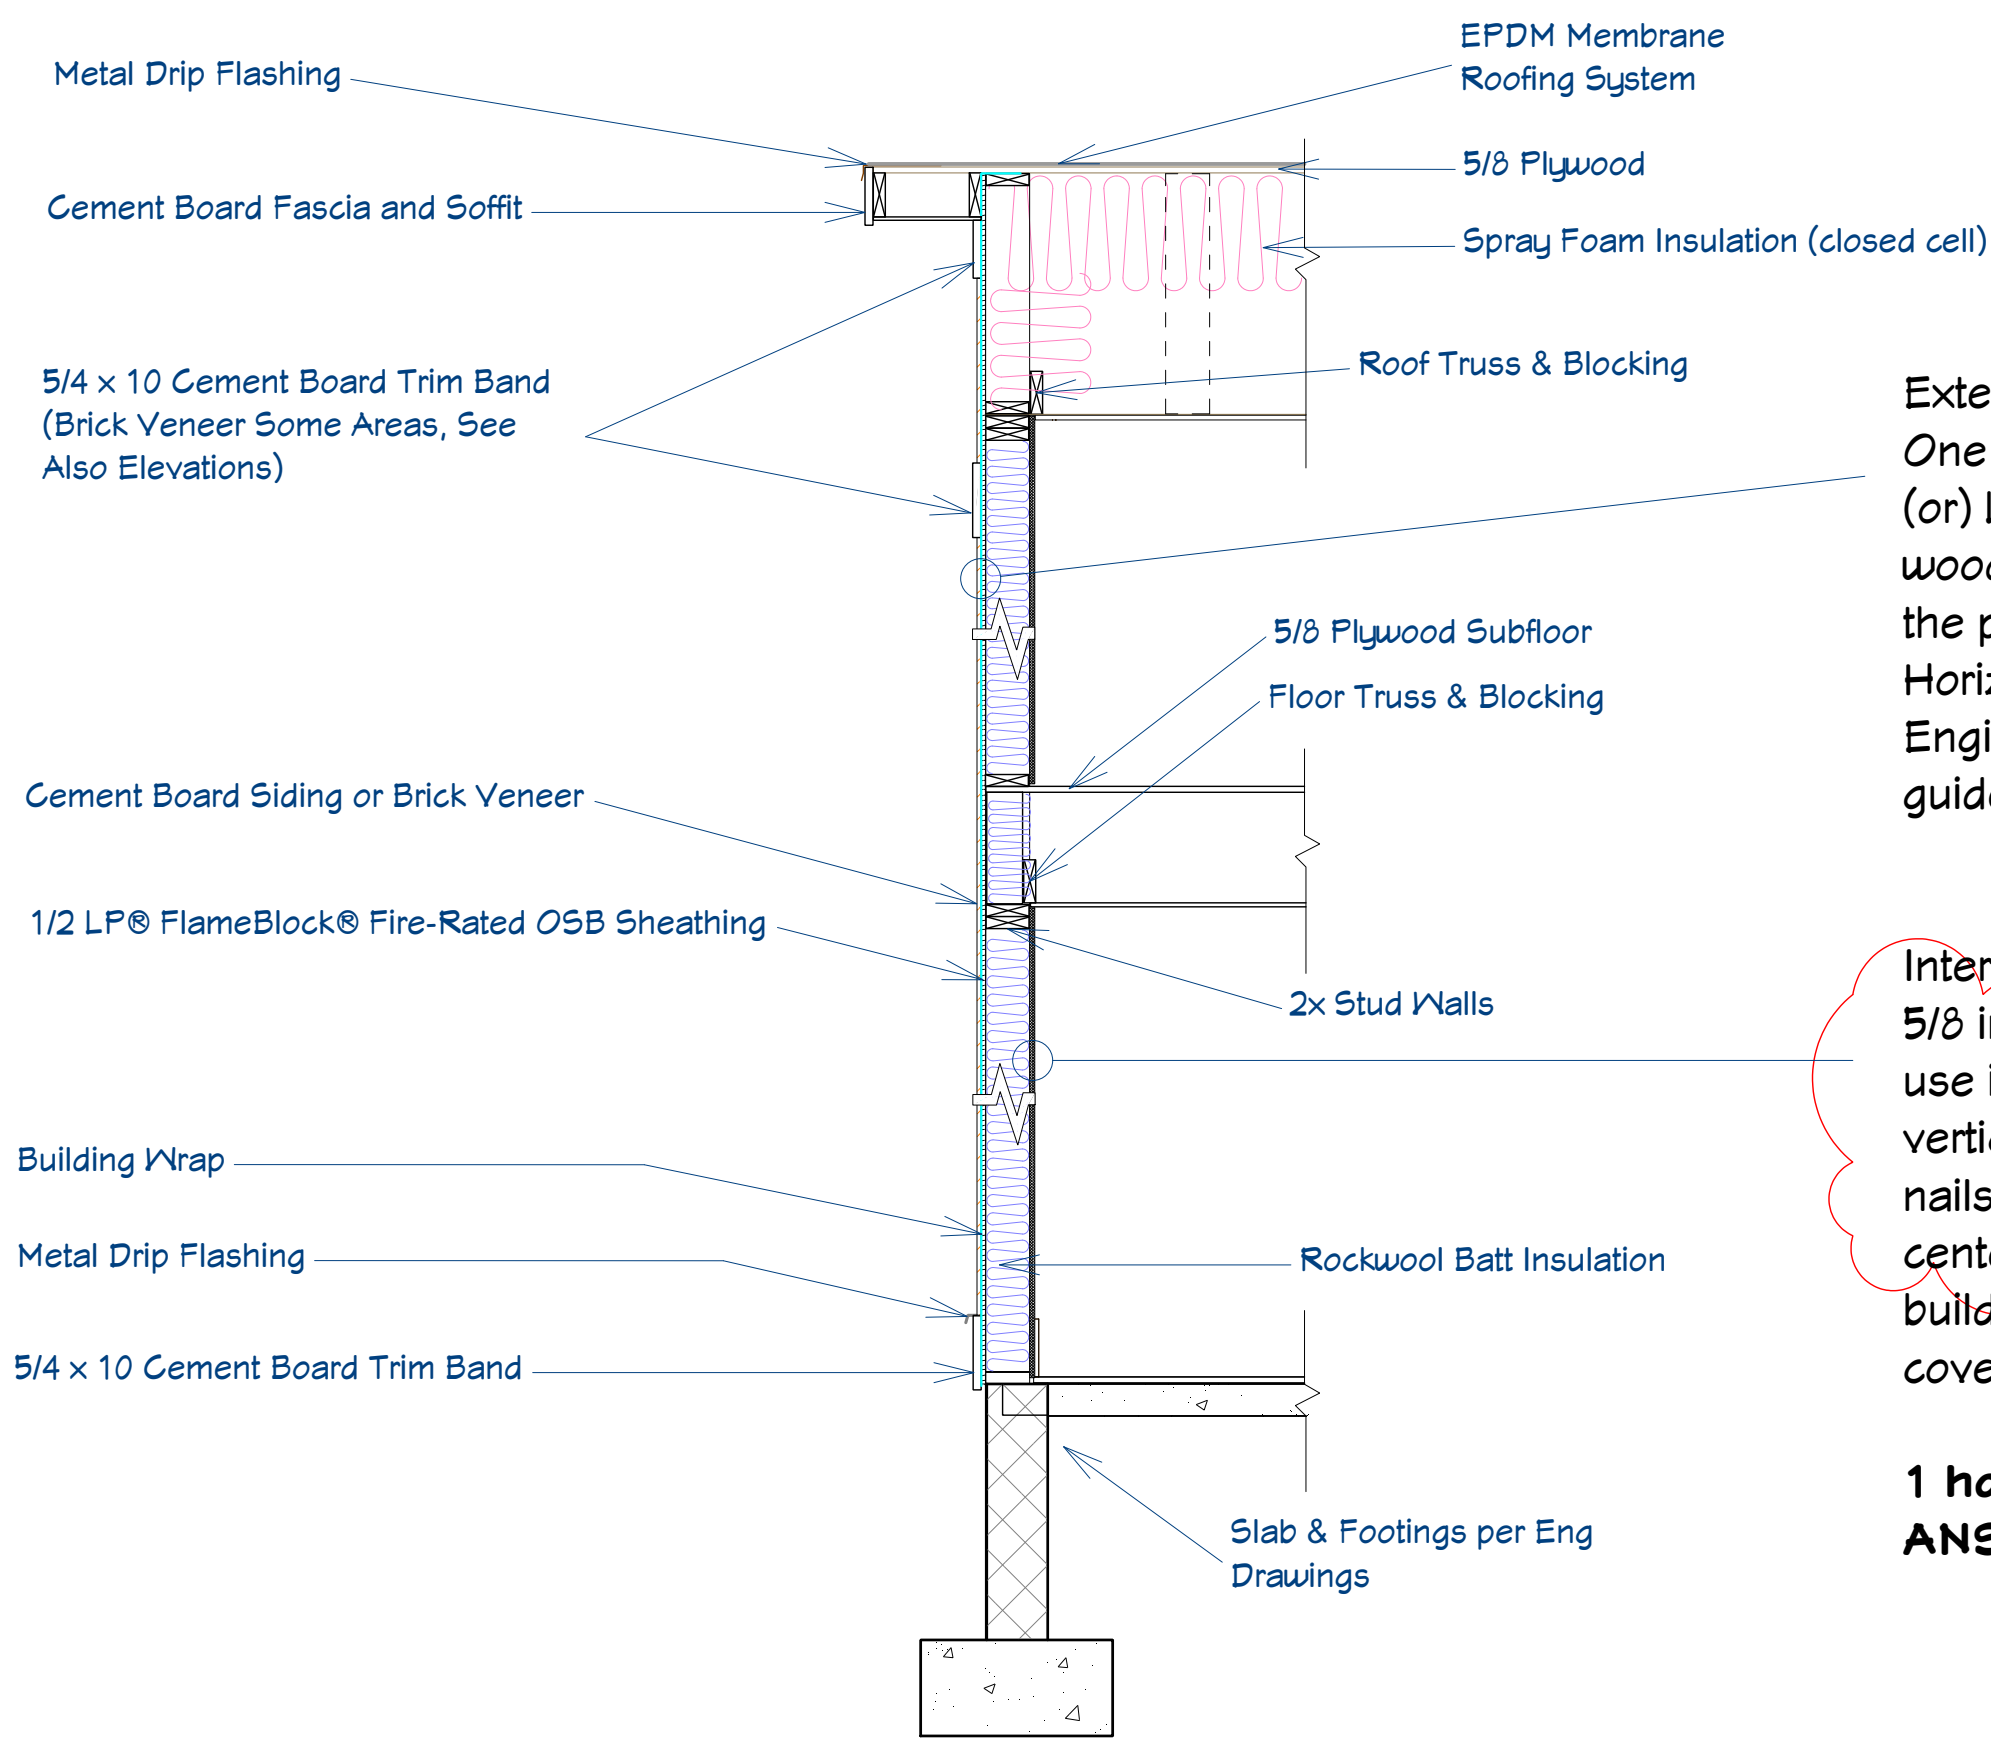 Metal Drip Flashing
Cement Board Fascia and Soffit
5/4 x 10 Cement Board Trim Band
(Brick Veneer Some Areas, See
Also Elevations)
Cement Board Siding or Brick Veneer
1/2 LP® FlameBlock® Fire-Rated OSB Sheathing
Building Wrap
Metal Drip Flashing
5/4 x 10 Cement Board Trim Band
EPDM Membrane
Roofing System
5/8 Plywood
Spray Foam Insulation (closed cell)
Roof Truss & Blocking
5/8 Plywood Subfloor
Floor Truss & Blocking
2x Stud Walls
Rockwool Batt Insulation
Slab & Footings per Eng
Drawings
One
(or)
the
5/8
use
nails
1